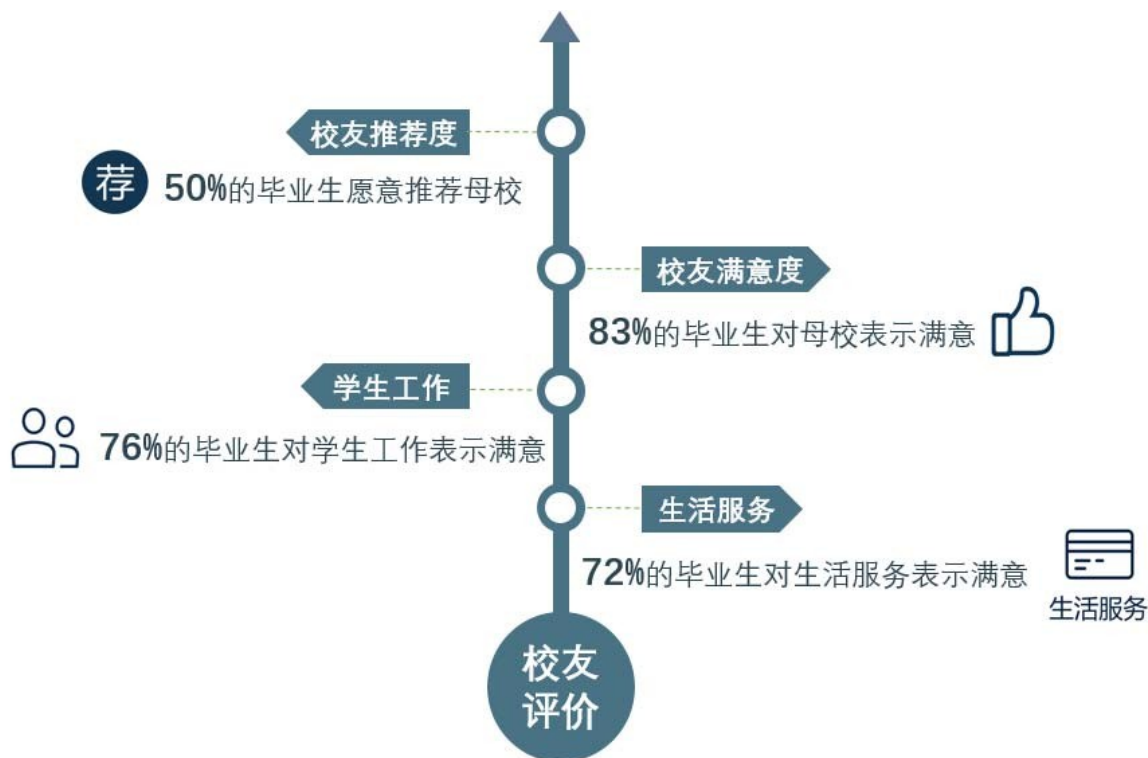 校友推荐度
荐
50%的毕业生愿意推荐母校
校友满意度
83%的毕业生对母校表示满意
学生工作
76%的毕业生对学生工作表示满意
生活服务
72%的毕业生对生活服务表示满意
生活服务
校友
评价